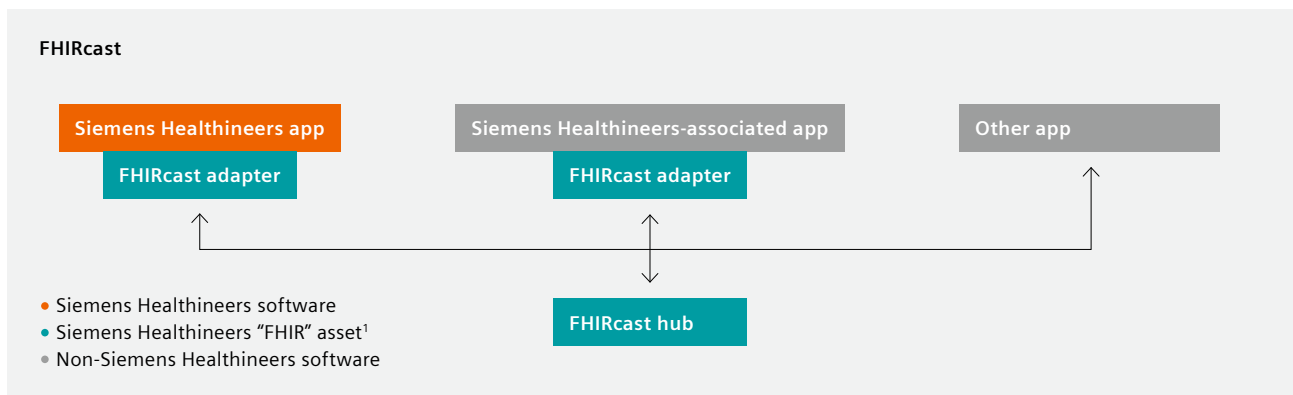 FHIRcast
Siemens Healthineers app
Siemens Healthineers-associated app
Other app
FHIRcast adapter
FHIRcast adapter
• Siemens Healthineers software
• Siemens Healthineers “FHIR” asset¹
• Non-Siemens Healthineers software
FHIRcast hub